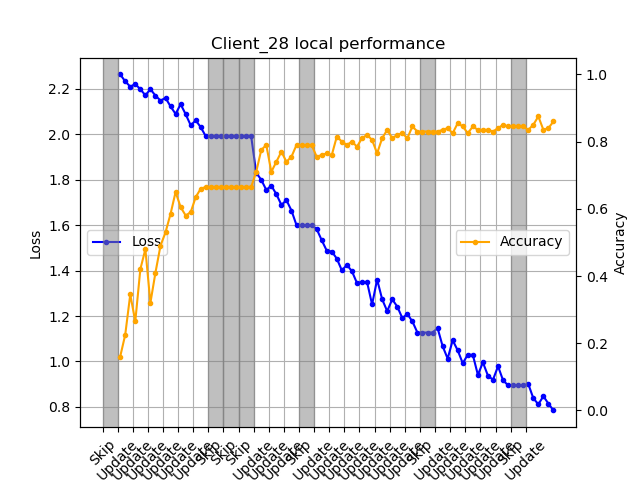 Client_28 local performance
Loss
2.2
2.0
1.8
1.6
1.4
1.2
1.0
0.8
Loss
Accuracy
1.0
0.8
0.6
0.4
0.2
0.0
Accuracy
Skip
Update
Update
Update
Update
Update
Update
Skip
Skip
Skip
Update
Update
Update
Skip
Update
Update
Update
Update
Update
Update
Update
Skip
Update
Update
Update
Update
Update
Skip
Update